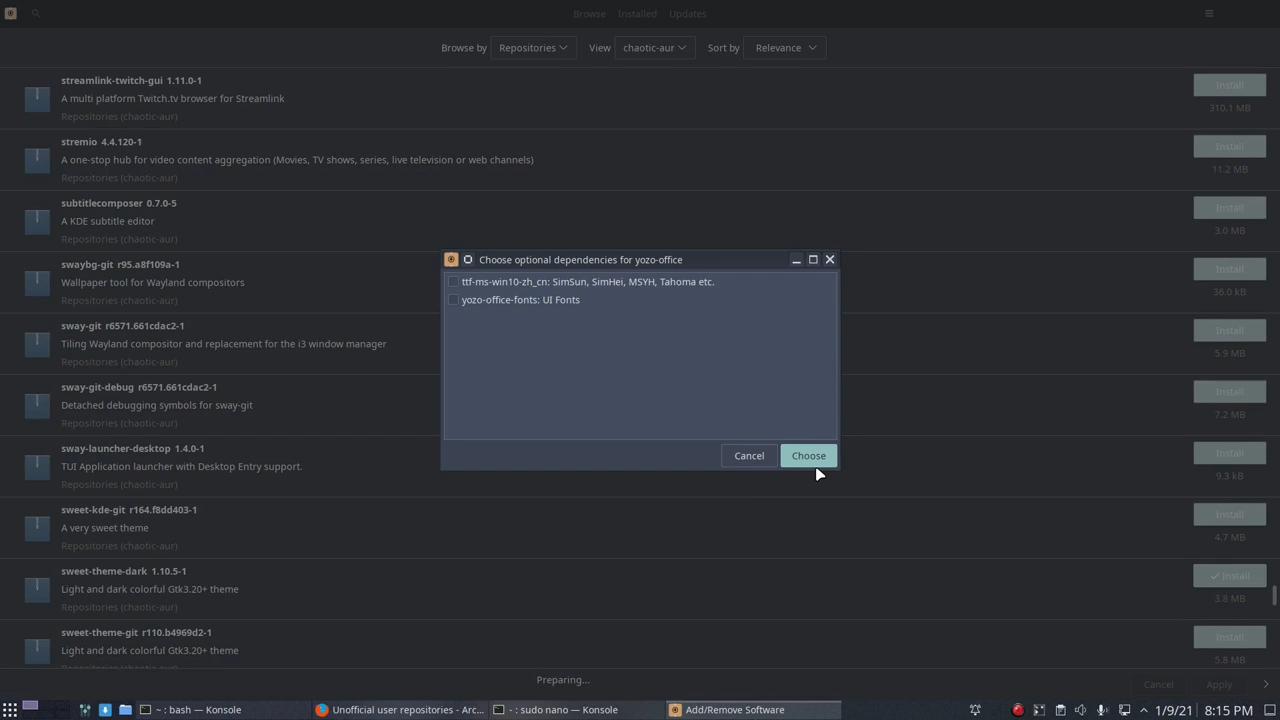 Browse Installed Updates
Browse by Repositories View chaotic-aur Sort by Relevance
streamlink-twitch-gui 1.11.0-1
A multi platform Twitch.tv browser for Streamlink
Repositories (chaotic-aur)
Install
310.1 MB
stremio 4.4.120-1
A one-stop hub for video content aggregation (Movies, TV shows, series, live television or web channels)
Repositories (chaotic-aur)
Install
11.2 MB
subtitlecomposer 0.7.0-5
A KDE subtitle editor
Repositories (chaotic-aur)
Install
3.0 MB
swaybg-git r95.a8f109a-1
Wallpaper tool for Wayland compositors
Repositories (chaotic-aur)
Install
36.0 kB
sway-git r6571.661cdac2-1
Tiling Wayland compositor and replacement for the i3 window manager
Repositories (chaotic-aur)
Install
5.9 MB
sway-git-debug r6571.661cdac2-1
Detached debugging symbols for sway-git
Repositories (chaotic-aur)
Install
7.2 MB
sway-launcher-desktop 1.4.0-1
TUI Application launcher with Desktop Entry support.
Repositories (chaotic-aur)
Install
9.3 kB
sweet-kde-git r164.f8dd403-1
A very sweet theme
Repositories (chaotic-aur)
Install
4.7 MB
sweet-theme-dark 1.10.5-1
Light and dark colorful Gtk3.20+ theme
Repositories (chaotic-aur)
Install
3.8 MB
sweet-theme-git r110.b4969d2-1
Light and dark colorful Gtk3.20+ theme
Repositories (chaotic-aur)
Install
5.8 MB
Choose optional dependencies for yozo-office
ttf-ms-win10-zh_cn: SimSun, SimHei, MSYH, Tahoma etc.
yozo-office-fonts: UI Fonts
Cancel Choose
Preparing...
Cancel Apply
~ : bash — Konsole
Unofficial user repositories - Arc...
- : sudo nano — Konsole
Add/Remove Software
1/9/21 8:15 PM